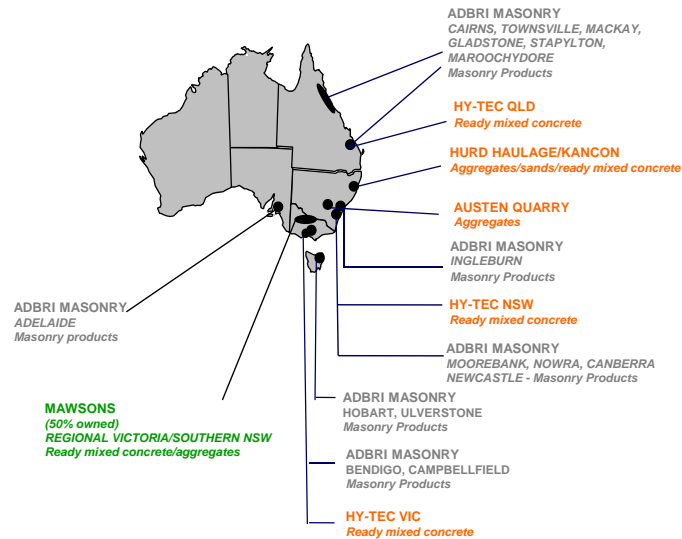 ADBRI MASONRY
CAIRNS, TOWNSVILLE, MACKAY,
GLADSTONE, STAPYLTON,
MAROOCHYDORE
Masonry Products
HY-TEC QLD
Ready mixed concrete
HURD HAULAGE/KANCON
Aggregates/sands/ready mixed concrete
AUSTEN QUARRY
Aggregates
ADBRI MASONRY
INGLEBURN
Masonry Products
HY-TEC NSW
Ready mixed concrete
ADBRI MASONRY
MOOREBANK, NOWRA, CANBERRA
NEWCASTLE - Masonry Products
ADBRI MASONRY
ADELAIDE
Masonry products
MAWSONS
(50% owned)
REGIONAL VICTORIA/SOUTHERN NSW
Ready mixed concrete/aggregates
ADBRI MASONRY
HOBART, ULVERSTONE
Masonry Products
ADBRI MASONRY
BENDIGO, CAMPBELLFIELD
Masonry Products
HY-TEC VIC
Ready mixed concrete